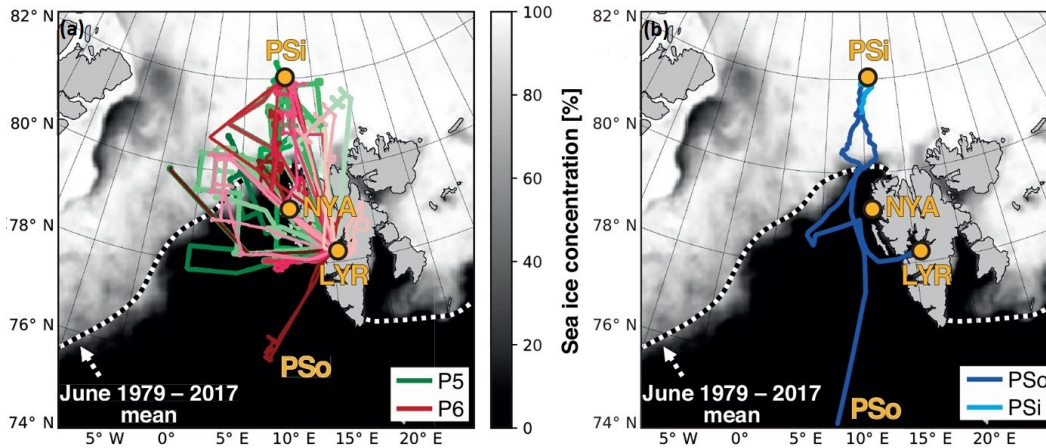 82° N
(a)
PSi
80° N
NYA
78° N
LYR
76° N
PSo
June 1979 – 2017
mean
P5
P6
74° N
5° W
0°
5° E
10° E
15° E
20° E
100
80
60
40
20
0
Sea ice concentration [%]
82° N
(b)
PSi
80° N
NYA
78° N
LYR
76° N
June 1979 – 2017
mean
PSo
PSo
PSi
74° N
5° W
0°
5° E
10° E
15° E
20° E